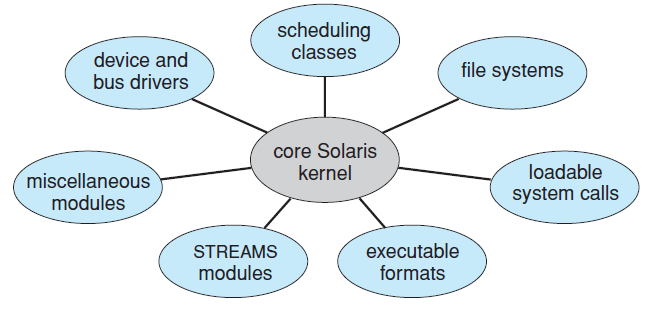 scheduling
classes
device and
bus drivers
file systems
core Solaris
kernel
miscellaneous
modules
loadable
system calls
STREAMS
modules
executable
formats